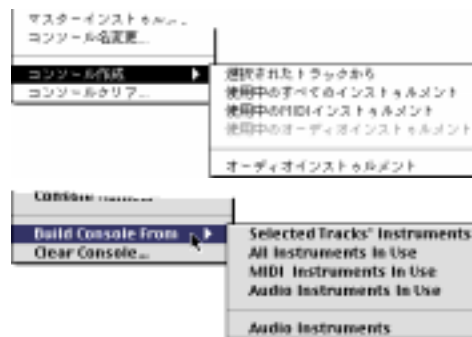 マスターインストゥルメント...
コンソール名変更...
コンソール作成
コンソールクリア...
選択されたトラックから
使用中のすべてのインストゥルメント
使用中のMIDIインストゥルメント
使用中のオーディオインストゥルメント
オーディオインストゥルメント
Build Console From
Clear Console...
Selected Tracks' Instruments
All Instruments In Use
MIDI Instruments In Use
Audio Instruments In Use
Audio Instruments